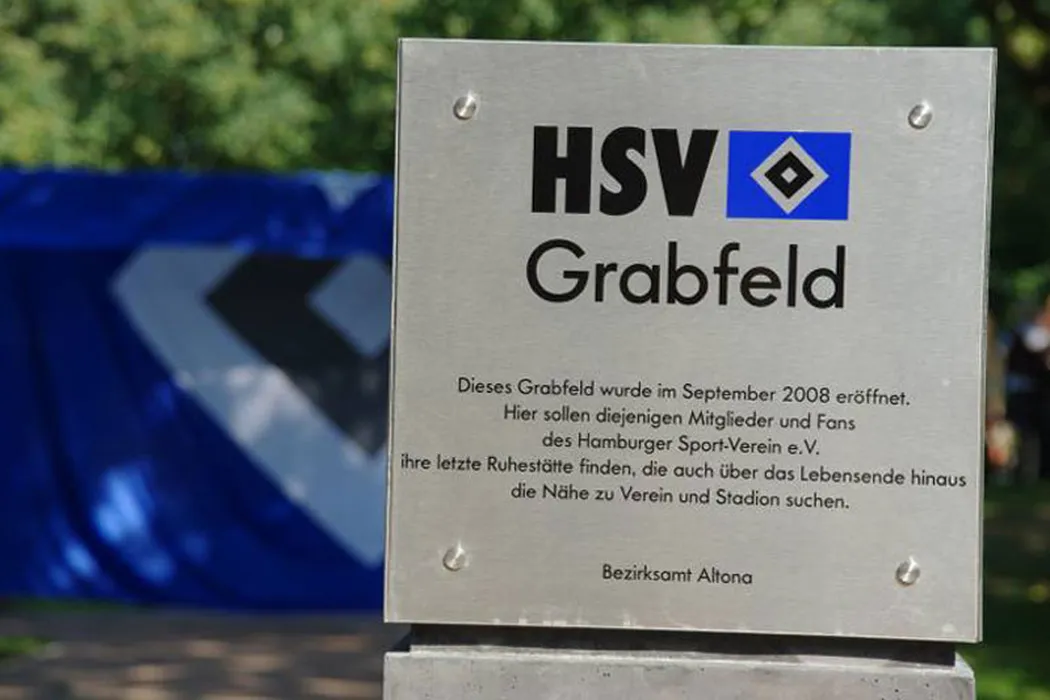 HSV
Grabfeld
Dieses Grabfeld wurde im September 2008 eröffnet.
Hier sollen diejenigen Mitglieder und Fans
des Hamburger Sport-Verein e.V.
ihre letzte Ruhestätte finden, die auch über das Lebensende hinaus
die Nähe zu Verein und Stadion suchen.
Bezirksamt Altona